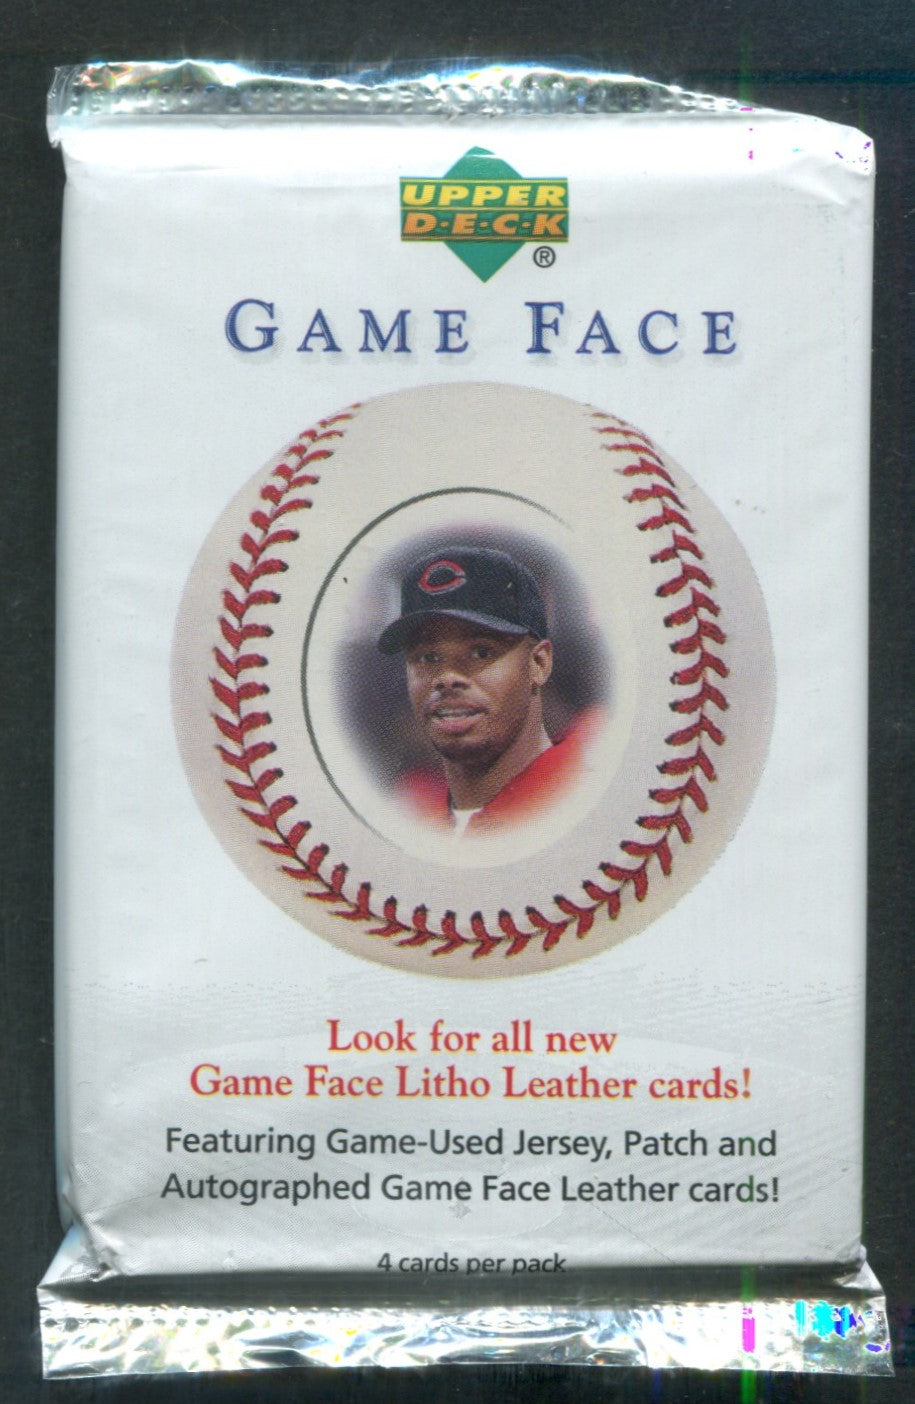 UPPER
D·E·C·K
®
GAME FACE
C
Look for all new
Game Face Litho Leather cards!
Featuring Game-Used Jersey, Patch and
Autographed Game Face Leather cards!
4 cards per pack